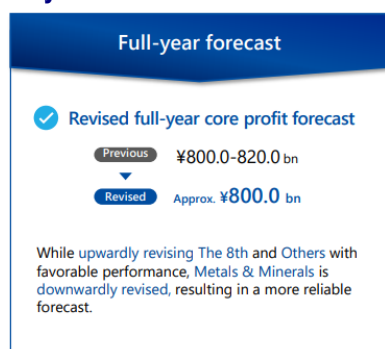 Full-year forecast
Revised full-year core profit forecast
Previous ¥800.0-820.0 bn
Revised Approx. ¥800.0 bn
While upwardly revising The 8th and Others with
favorable performance, Metals & Minerals is
downwardly revised, resulting in a more reliable
forecast.